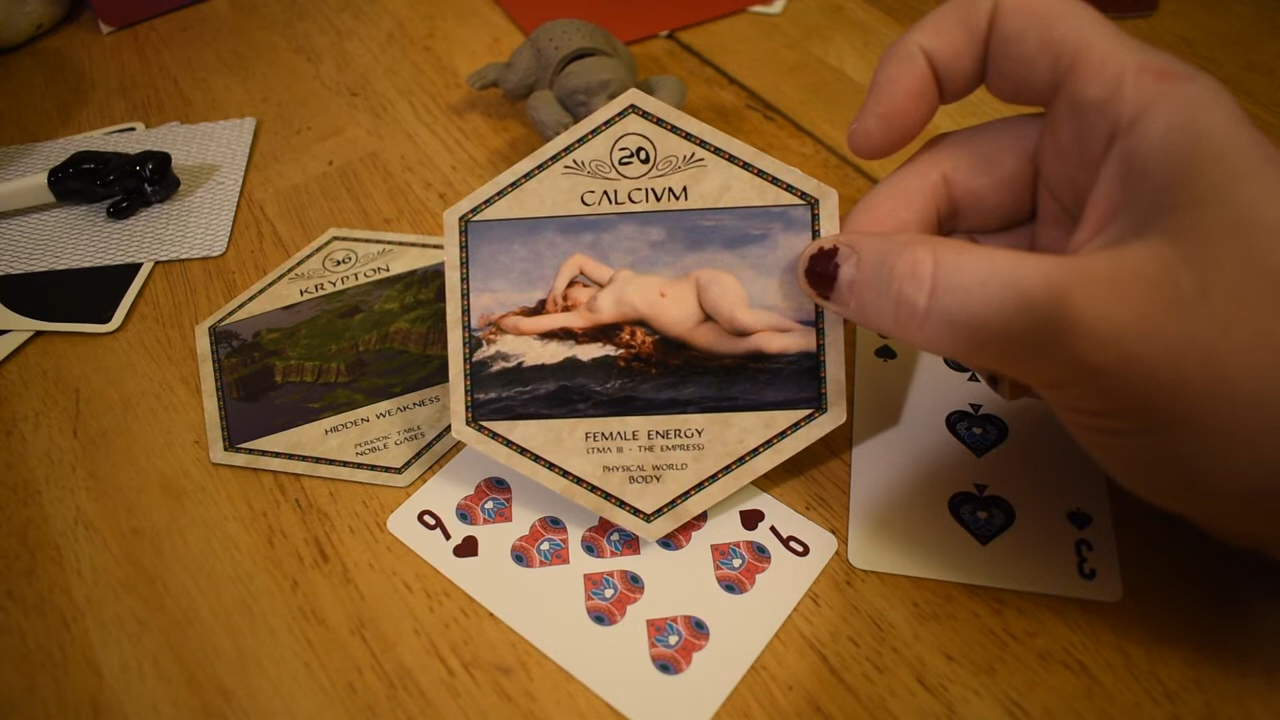 20
CALCIVM
FEMALE ENERGY
(TMA III - THE EMPRESS)
PHYSICAL WORLD
BODY
36
KRYPTON
HIDDEN WEAKNESS
PERIODIC TABLE
NOBLE GASES
9
9
3